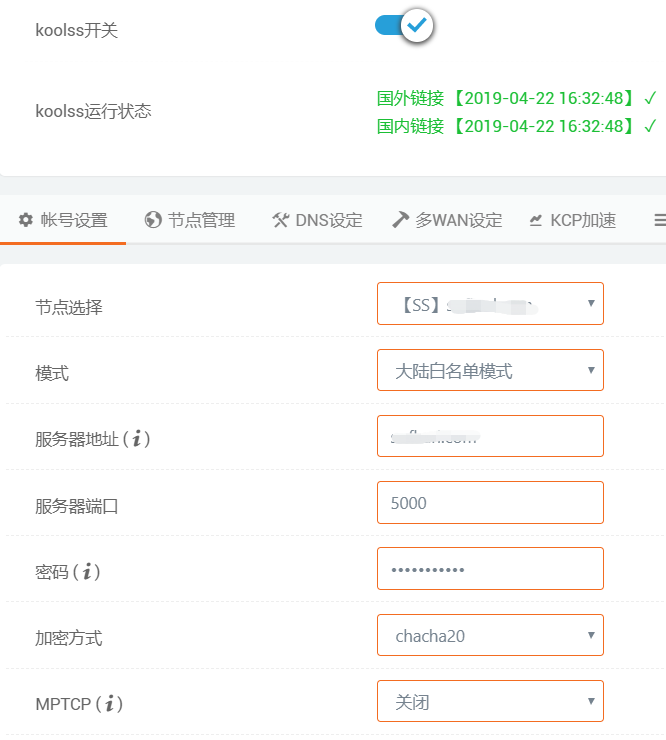 koolss开关
koolss运行状态
国外链接 【2019-04-22 16:32:48】 ✓
国内链接 【2019-04-22 16:32:48】 ✓
帐号设置 节点管理 DNS设定 多WAN设定 KCP加速
节点选择 【SS】
模式 大陆白名单模式
服务器地址 ( i )
服务器端口 5000
密码 ( i ) •••••••••••
加密方式 chacha20
MPTCP ( i ) 关闭